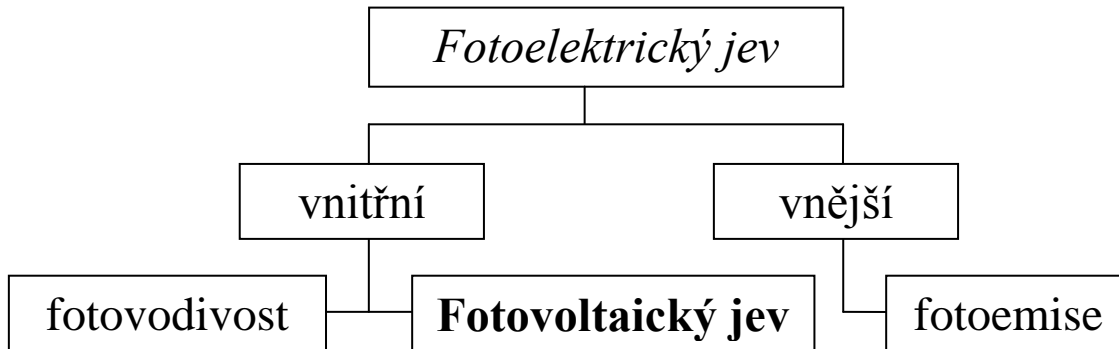 Fotoelektrický jev
vnitřní
vnější
fotovodivost
Fotovoltaický jev
fotoemise